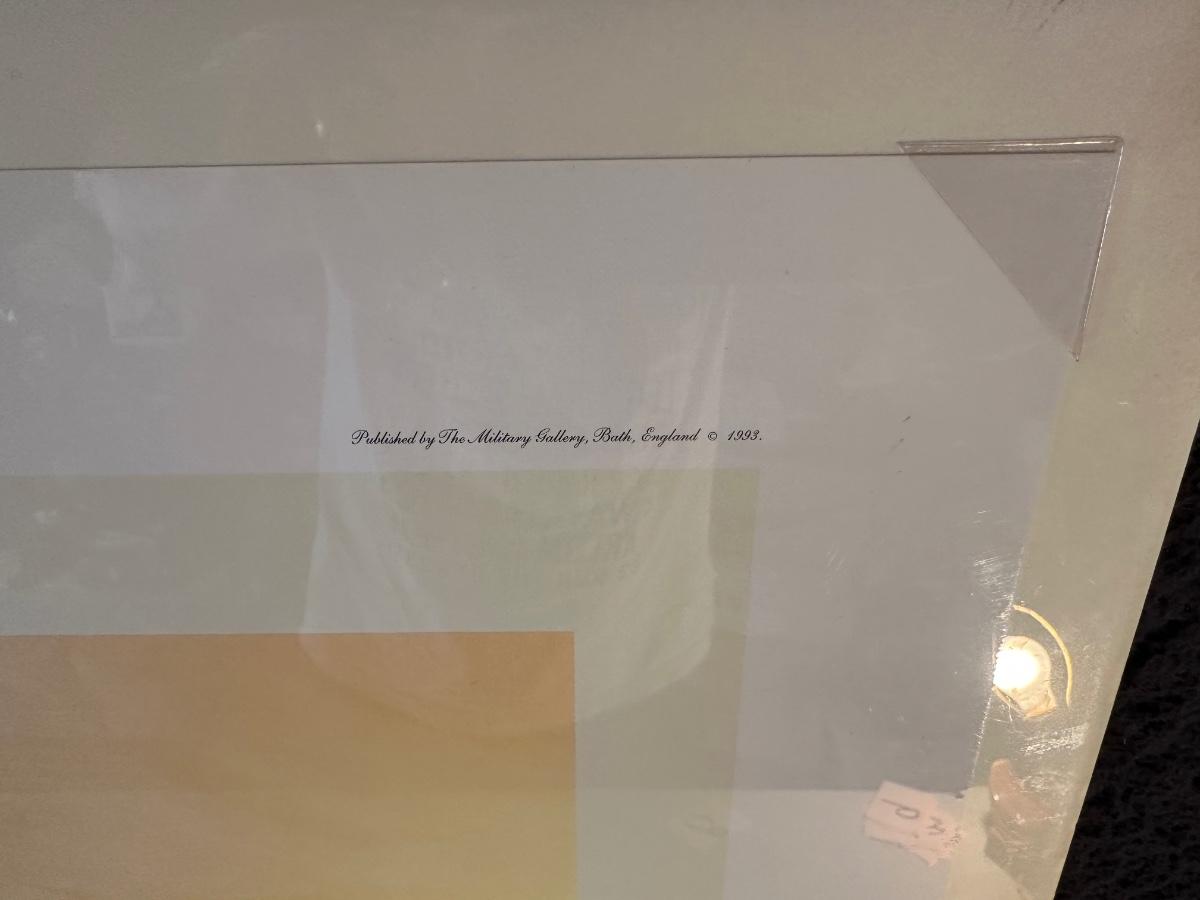 Published by The Military Gallery, Bath, England © 1993.